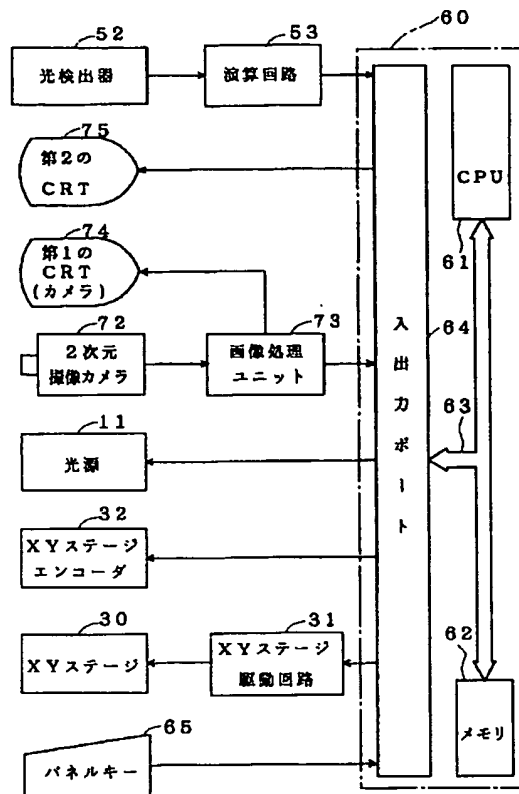 52
53
60
光検出器
演算回路
75
第2の
CRT
CPU
61
74
第1の
CRT
(カメラ)
64
72
73
2次元
撮像カメラ
画像処理
ユニット
入出力ポート
63
11
光源
32
XYステージ
エンコーダ
30
31
XYステージ
XYステージ
駆動回路
62
メモリ
65
パネルキー